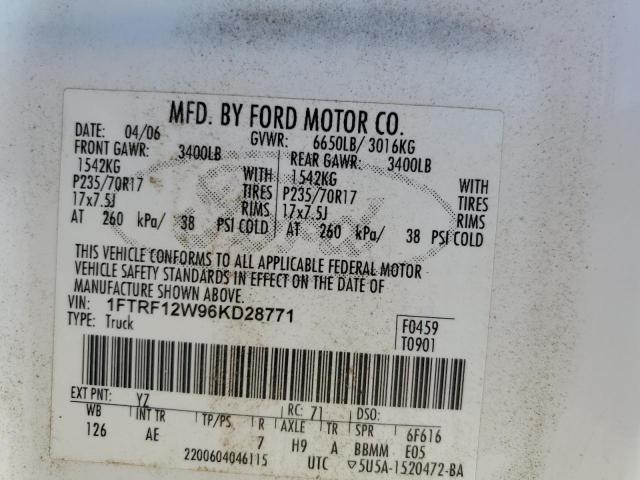 MFD. BY FORD MOTOR CO.
DATE: 04/06 GVWR: 6650LB/ 3016KG
FRONT GAWR: 3400LB REAR GAWR: 3400LB
1542KG WITH 1542KG WITH
P235/70R17 TIRES P235/70R17 TIRES
17x7.5J RIMS 17x7.5J RIMS
AT 260 kPa/ 38 PSI COLD AT 260 kPa/ 38 PSI COLD
THIS VEHICLE CONFORMS TO ALL APPLICABLE FEDERAL MOTOR
VEHICLE SAFETY STANDARDS IN EFFECT ON THE DATE OF
MANUFACTURE SHOWN ABOVE.
VIN: 1FTRF12W96KD28771 F0459
TYPE: Truck T0901
EXT PNT: YZ RC: 71 DSO:
WB INT TR TP/PS R AXLE TR SPR 6F616
126 AE 7 H9 A BBMM E05
2200604046115 UTC ▽5U5A-1520472-BA
Ford